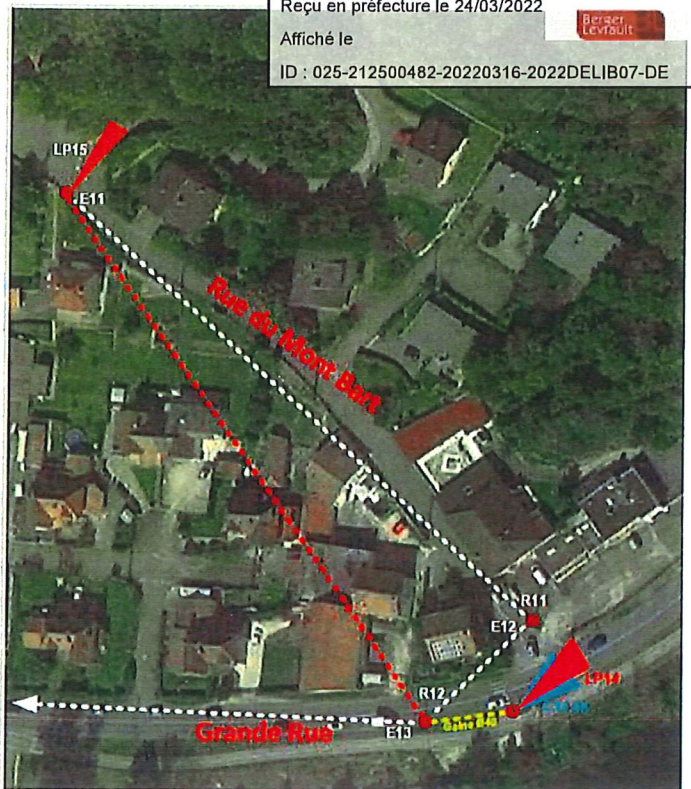 Reçu en préfecture le 24/03/2022
Affiché le
Berger
Levrault
ID : 025-212500482-20220316-2022DELIB07-DE
LP15
E11
Rue du Mont Bart
R11
E12
LP14
R12
E13
Grande Rue